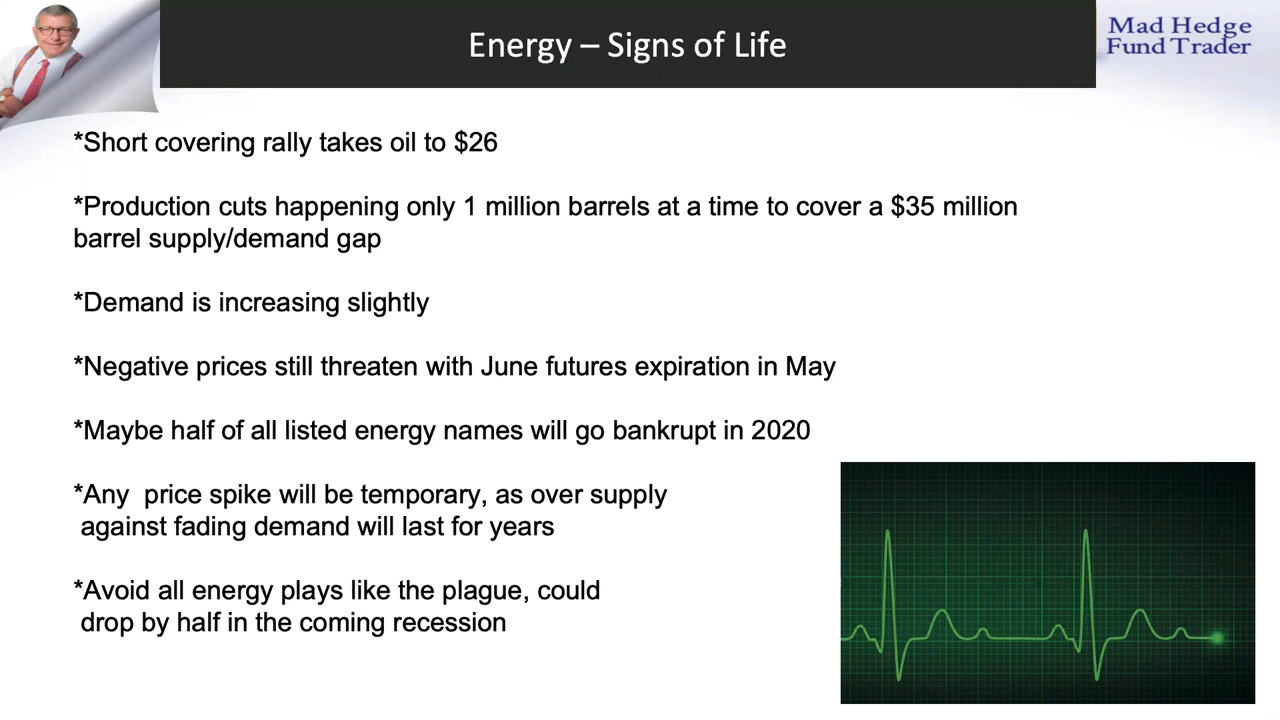 Energy – Signs of Life
Mad Hedge
Fund Trader
*Short covering rally takes oil to $26
*Production cuts happening only 1 million barrels at a time to cover a $35 million
barrel supply/demand gap
*Demand is increasing slightly
*Negative prices still threaten with June futures expiration in May
*Maybe half of all listed energy names will go bankrupt in 2020
*Any  price spike will be temporary, as over supply
against fading demand will last for years
*Avoid all energy plays like the plague, could
drop by half in the coming recession